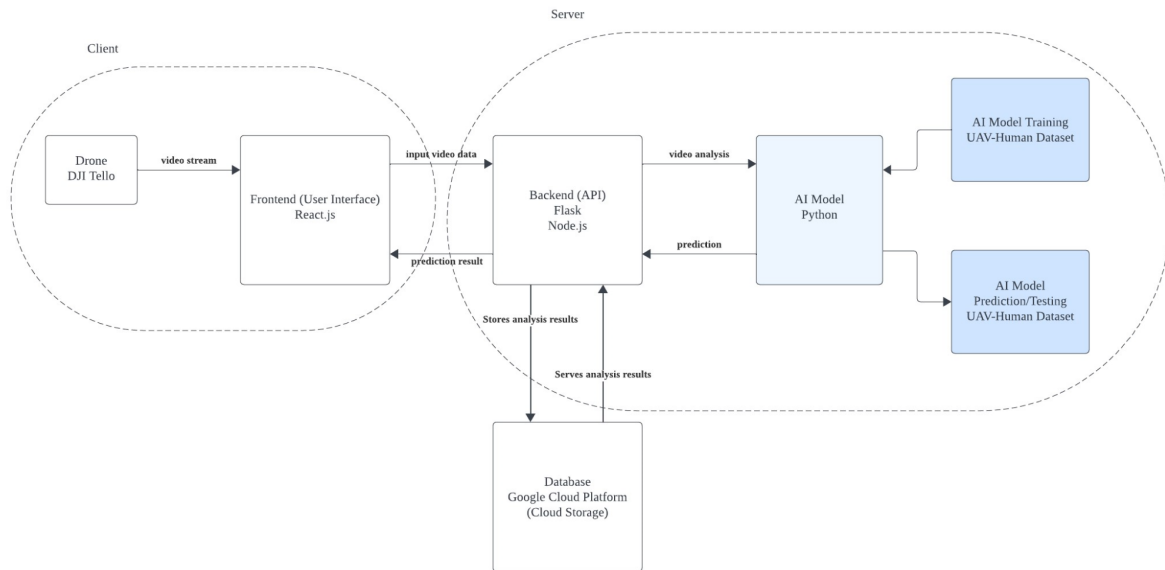 Server
Client
Drone
DJI Tello
video stream
Frontend (User Interface)
React.js
input video data
prediction result
Backend (API)
Flask
Node.js
video analysis
prediction
AI Model
Python
AI Model Training
UAV-Human Dataset
AI Model
Prediction/Testing
UAV-Human Dataset
Stores analysis results
Serves analysis results
Database
Google Cloud Platform
(Cloud Storage)